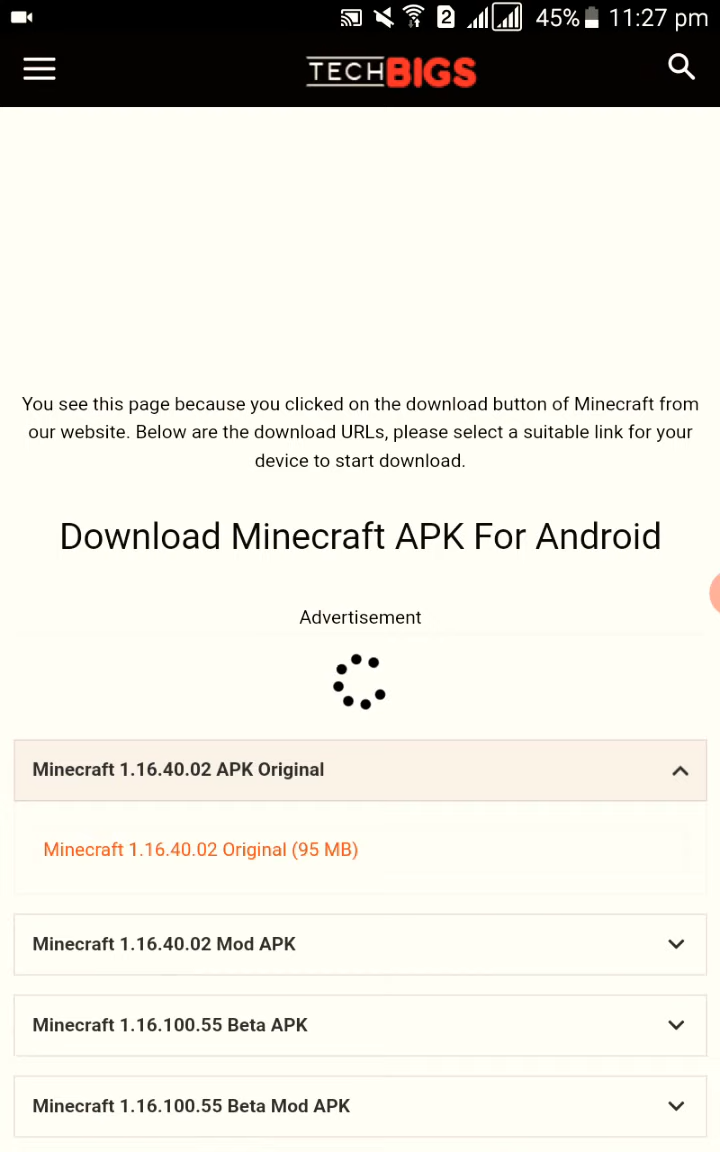 2 45% 11:27 pm
TECHBIGS
You see this page because you clicked on the download button of Minecraft from
our website. Below are the download URLs, please select a suitable link for your
device to start download.
Download Minecraft APK For Android
Advertisement
Minecraft 1.16.40.02 APK Original
Minecraft 1.16.40.02 Original (95 MB)
Minecraft 1.16.40.02 Mod APK
Minecraft 1.16.100.55 Beta APK
Minecraft 1.16.100.55 Beta Mod APK